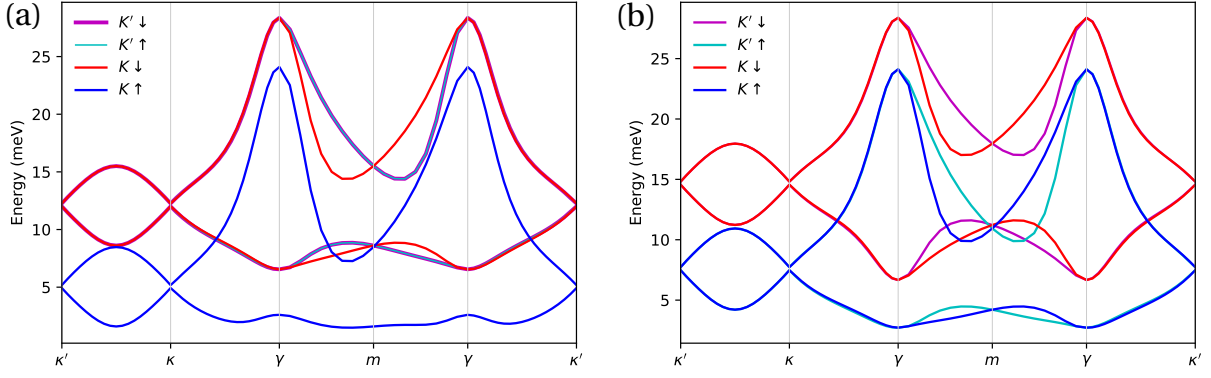 (a)
K′ ↓
K′ ↑
K ↓
K ↑
Energy (meV)
25
20
15
10
5
κ′
κ
γ
m
γ
κ′
(b)
K′ ↓
K′ ↑
K ↓
K ↑
Energy (meV)
25
20
15
10
5
κ′
κ
γ
m
γ
κ′